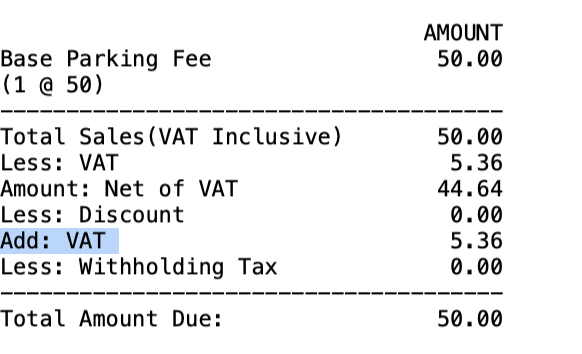 AMOUNT
Base Parking Fee 50.00
(1 @ 50)
Total Sales(VAT Inclusive) 50.00
Less: VAT 5.36
Amount: Net of VAT 44.64
Less: Discount 0.00
Add: VAT 5.36
Less: Withholding Tax 0.00
Total Amount Due: 50.00